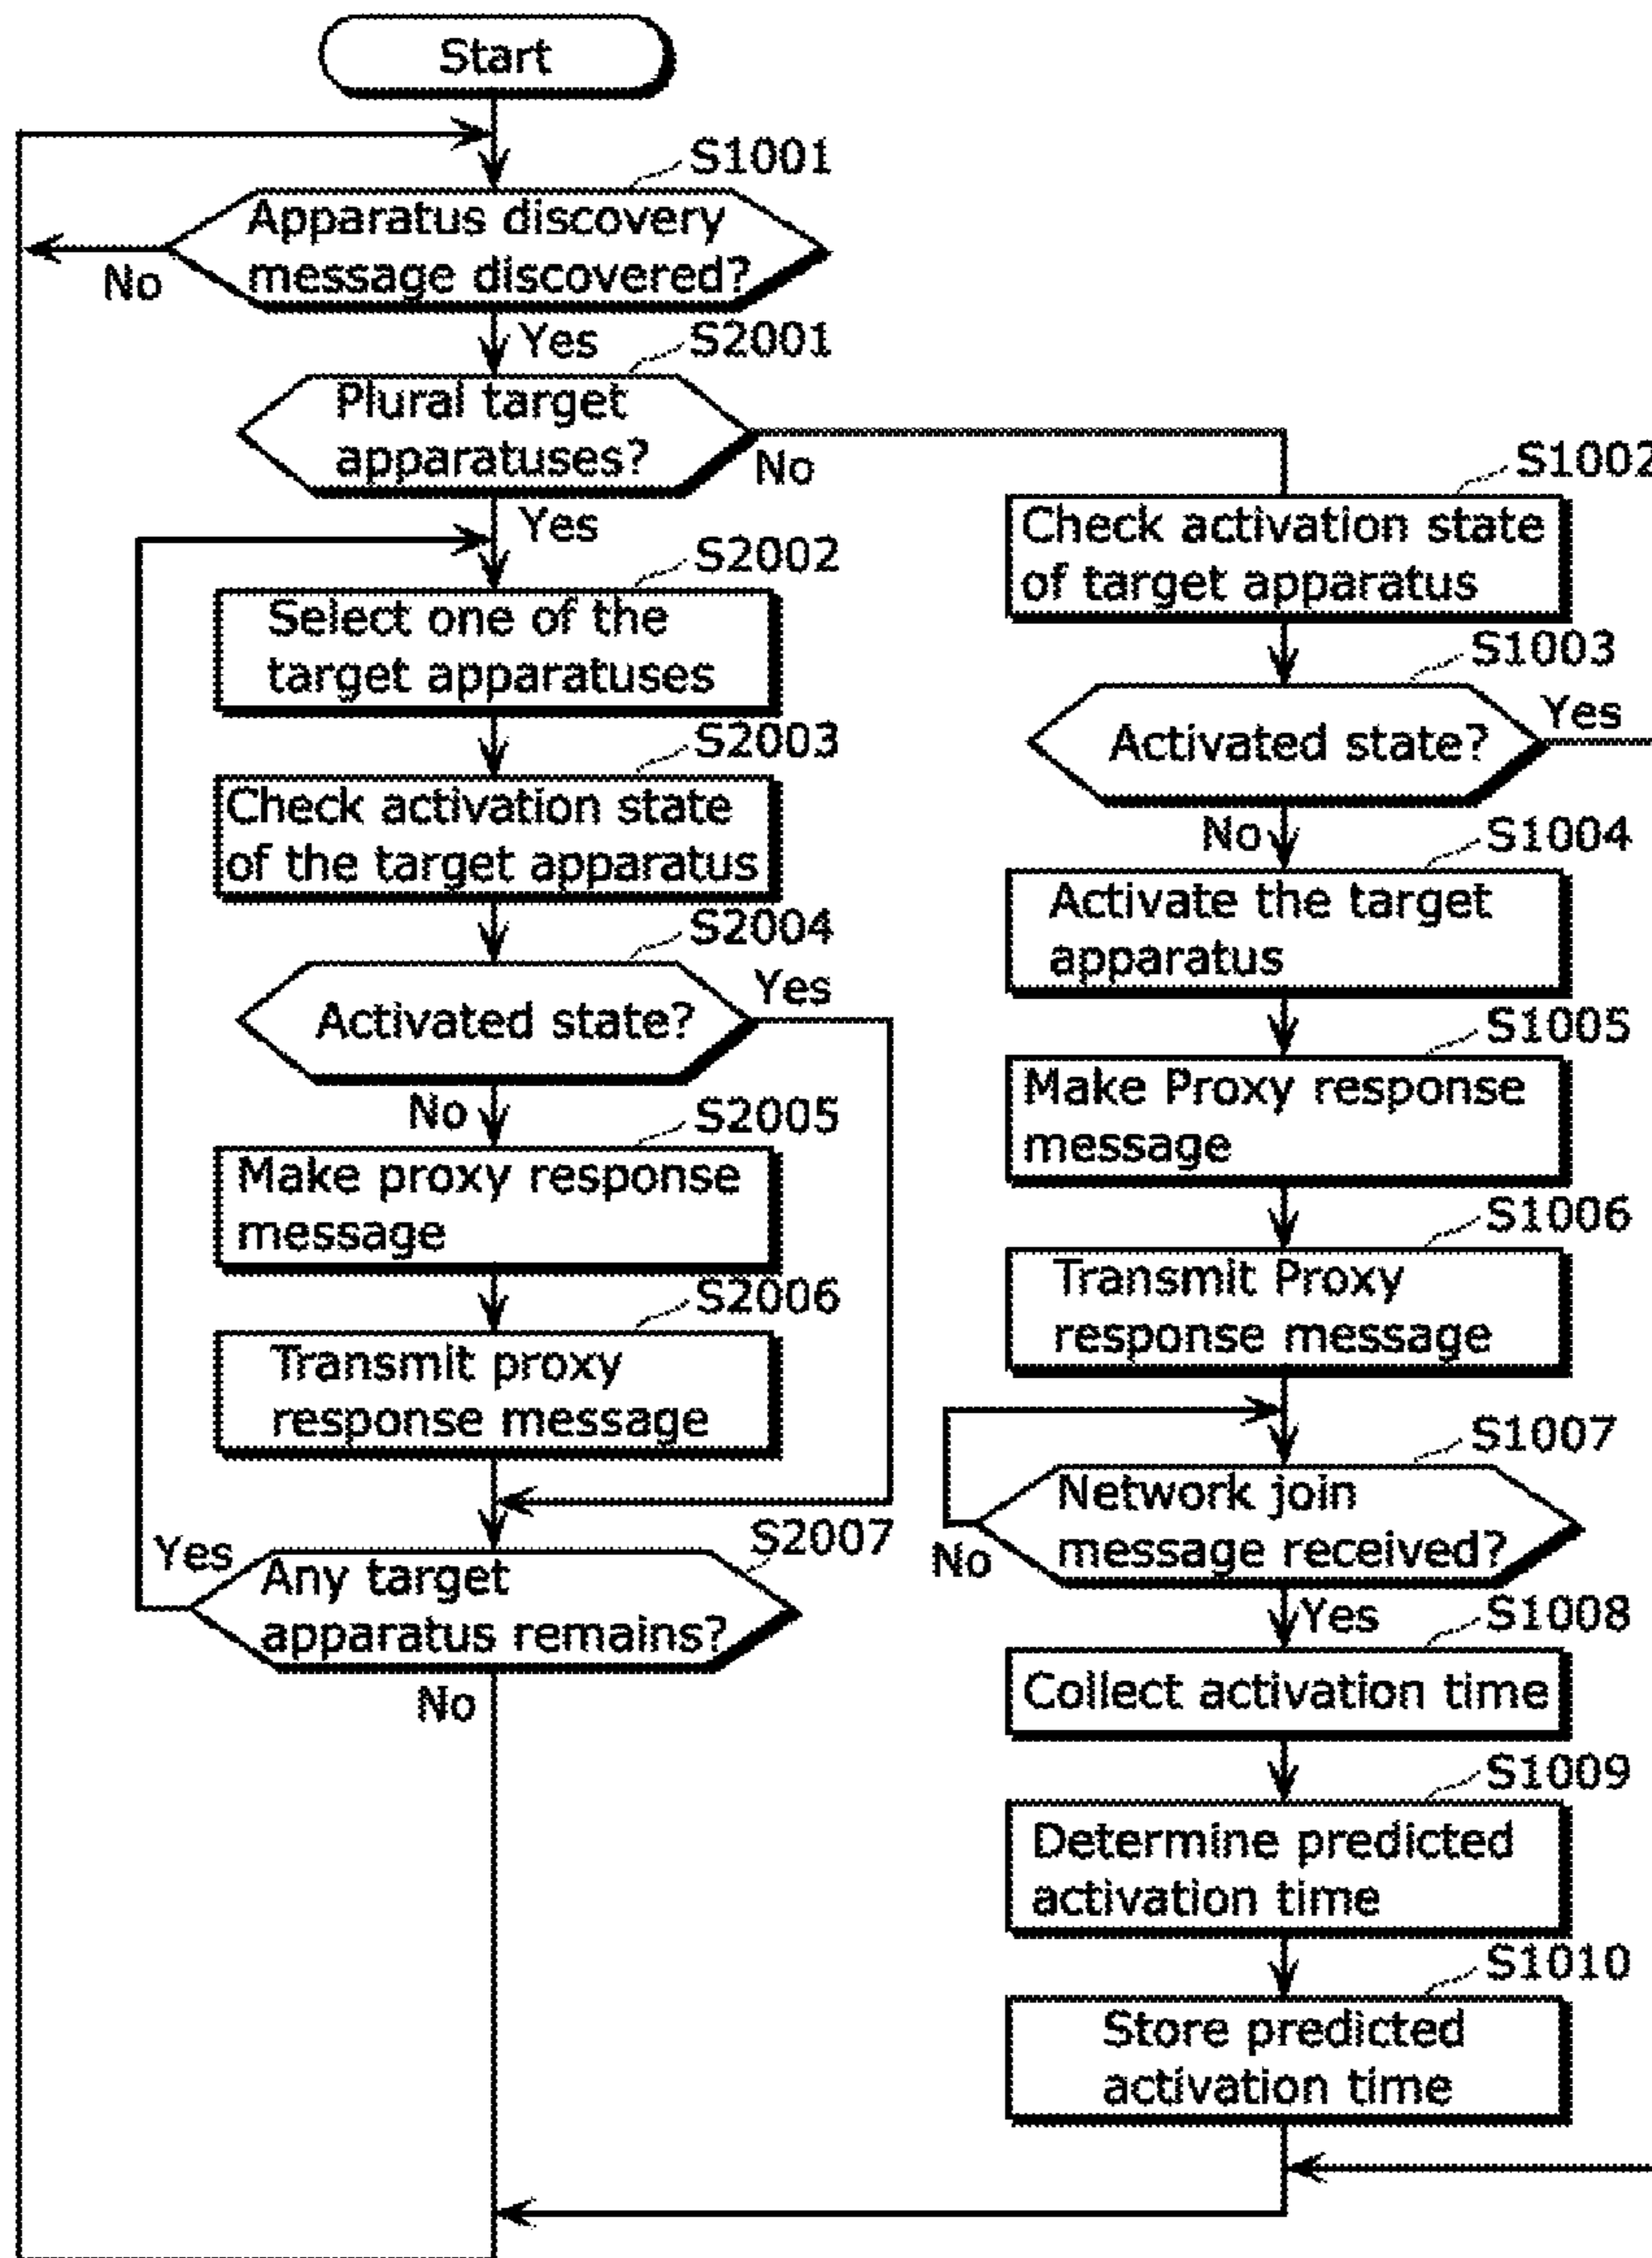 Start
S1001
Apparatus discovery
message discovered?
No
Yes
S2001
Plural target
apparatuses?
No
Yes
S2002
Select one of the
target apparatuses
S2003
Check activation state
of the target apparatus
S2004
Activated state?
Yes
No
S2005
Make proxy response
message
S2006
Transmit proxy
response message
S2007
Yes
Any target
apparatus remains?
No
S1002
Check activation state
of target apparatus
S1003
Activated state?
Yes
No
S1004
Activate the target
apparatus
S1005
Make Proxy response
message
S1006
Transmit Proxy
response message
S1007
Network join
message received?
No
Yes
S1008
Collect activation time
S1009
Determine predicted
activation time
S1010
Store predicted
activation time